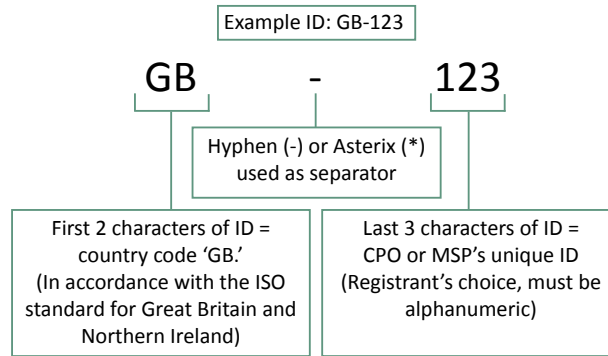 Example ID: GB-123
GB - 123
Hyphen (-) or Asterix (*)
used as separator
First 2 characters of ID =
country code ‘GB.’
(In accordance with the ISO
standard for Great Britain and
Northern Ireland)
Last 3 characters of ID =
CPO or MSP’s unique ID
(Registrant’s choice, must be
alphanumeric)